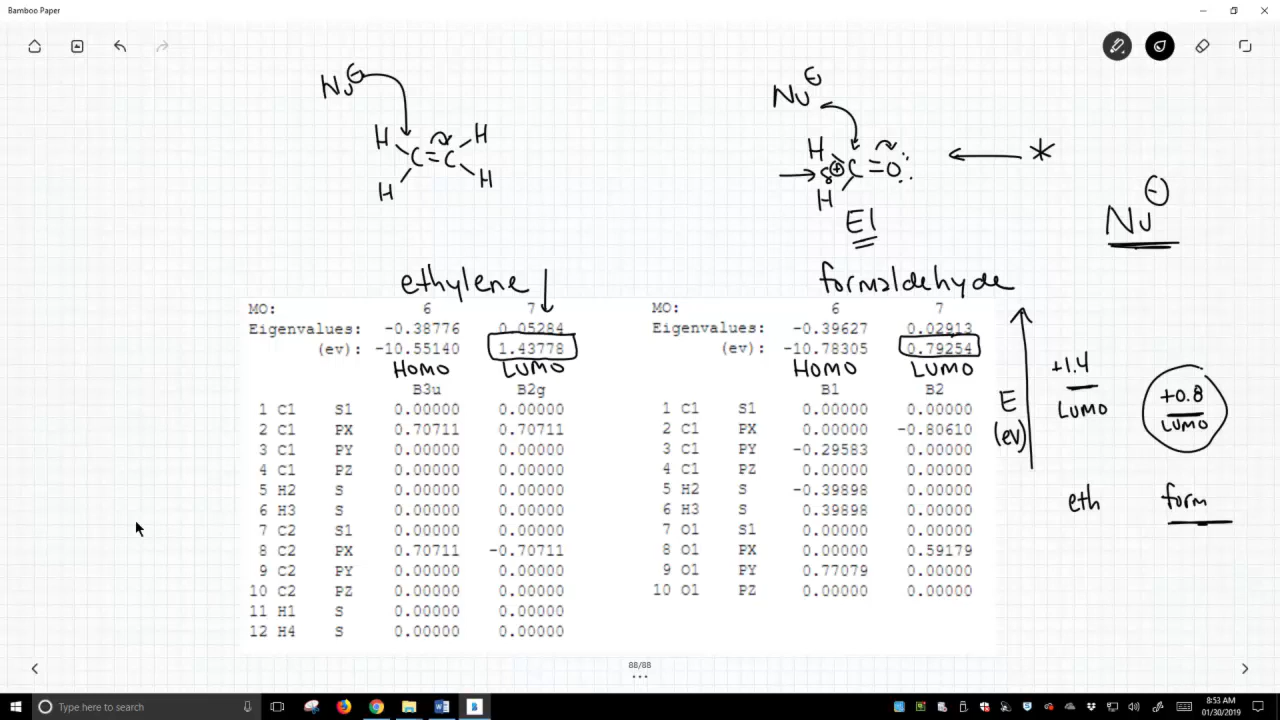 Bamboo Paper
Nu⊖
H
H
C = C
H
H
Nu⊖
H
δ⊕ C = O
H
El
*
Nu⊖
ethylene
formaldehyde
MO: 6 7
Eigenvalues: -0.38776 0.05284
(ev): -10.55140 1.43778
HOMO LUMO
B3u B2g
1 C1 S1 0.00000 0.00000
2 C1 PX 0.70711 0.70711
3 C1 PY 0.00000 0.00000
4 C1 PZ 0.00000 0.00000
5 H2 S 0.00000 0.00000
6 H3 S 0.00000 0.00000
7 C2 S1 0.00000 0.00000
8 C2 PX 0.70711 -0.70711
9 C2 PY 0.00000 0.00000
10 C2 PZ 0.00000 0.00000
11 H1 S 0.00000 0.00000
12 H4 S 0.00000 0.00000
MO: 6 7
Eigenvalues: -0.39627 0.02913
(ev): -10.78305 0.79254
HOMO LUMO
B1 B2
1 C1 S1 0.00000 0.00000
2 C1 PX 0.00000 -0.80610
3 C1 PY -0.29583 0.00000
4 C1 PZ 0.00000 0.00000
5 H2 S -0.39898 0.00000
6 H3 S 0.39898 0.00000
7 O1 S1 0.00000 0.00000
8 O1 PX 0.00000 0.59179
9 O1 PY 0.77079 0.00000
10 O1 PZ 0.00000 0.00000
E
(ev)
+1.4
LUMO
+0.8
LUMO
eth form
88/88
Type here to search
8:53 AM
01/30/2019